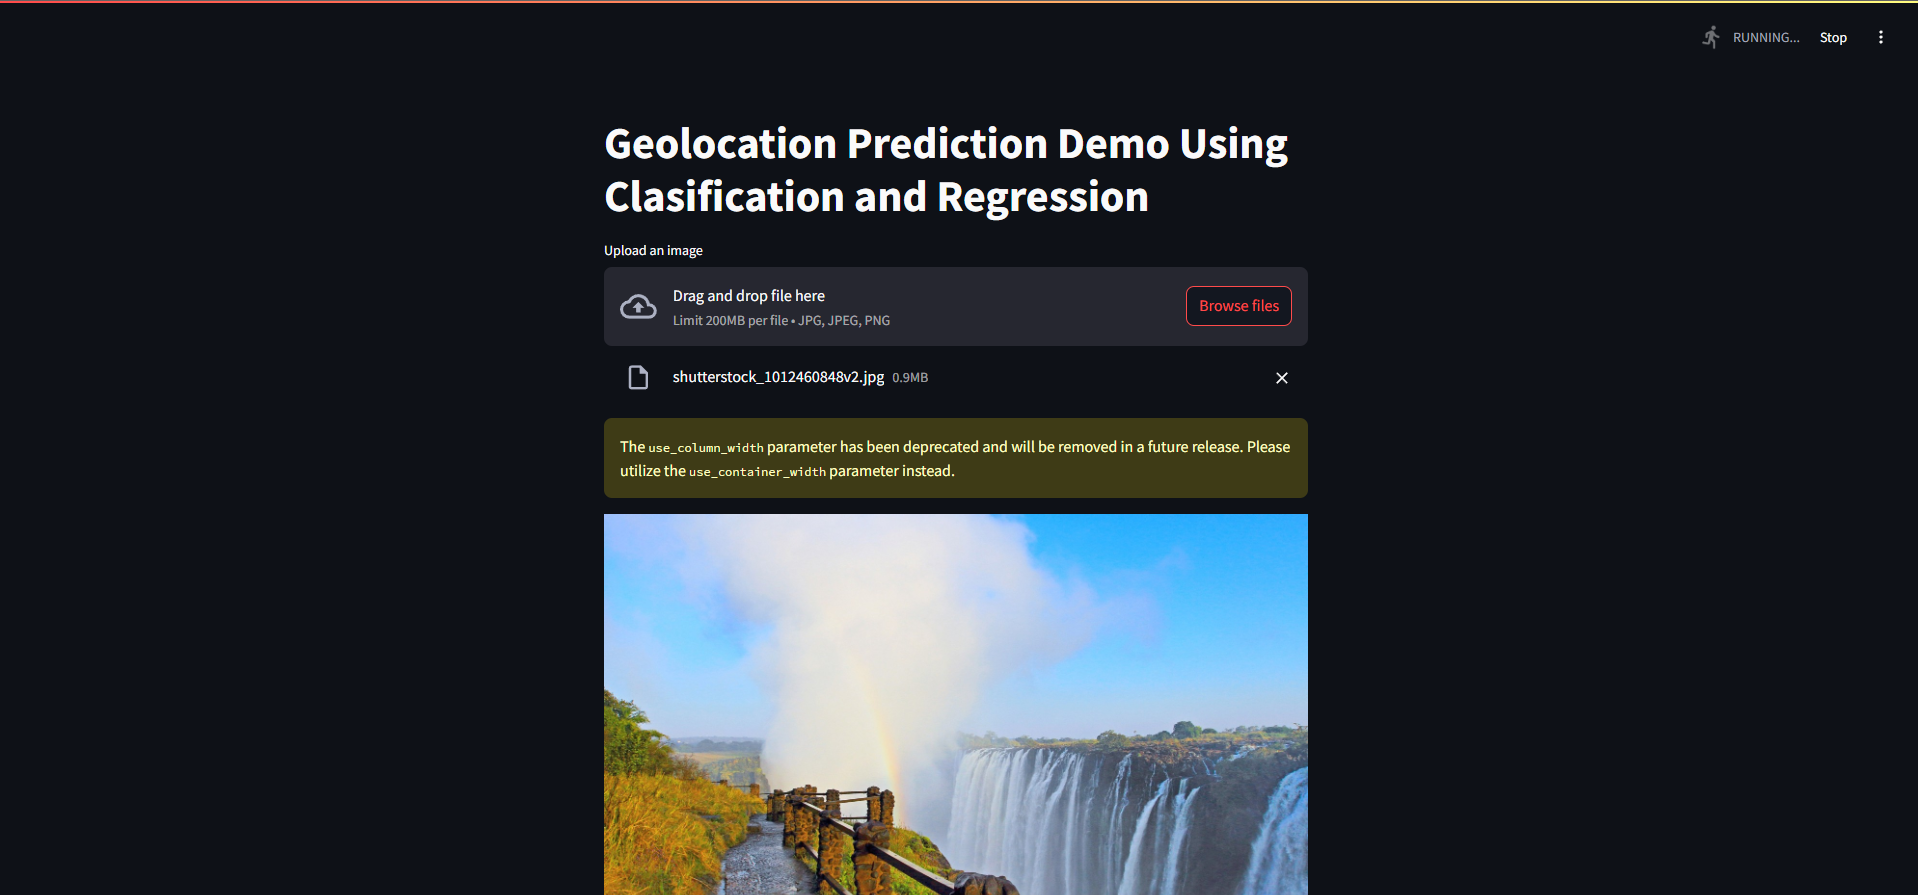 RUNNING...
Stop
Geolocation Prediction Demo Using
Clasification and Regression
Upload an image
Drag and drop file here
Limit 200MB per file • JPG, JPEG, PNG
Browse files
shutterstock_1012460848v2.jpg 0.9MB
The use_column_width parameter has been deprecated and will be removed in a future release. Please
utilize the use_container_width parameter instead.